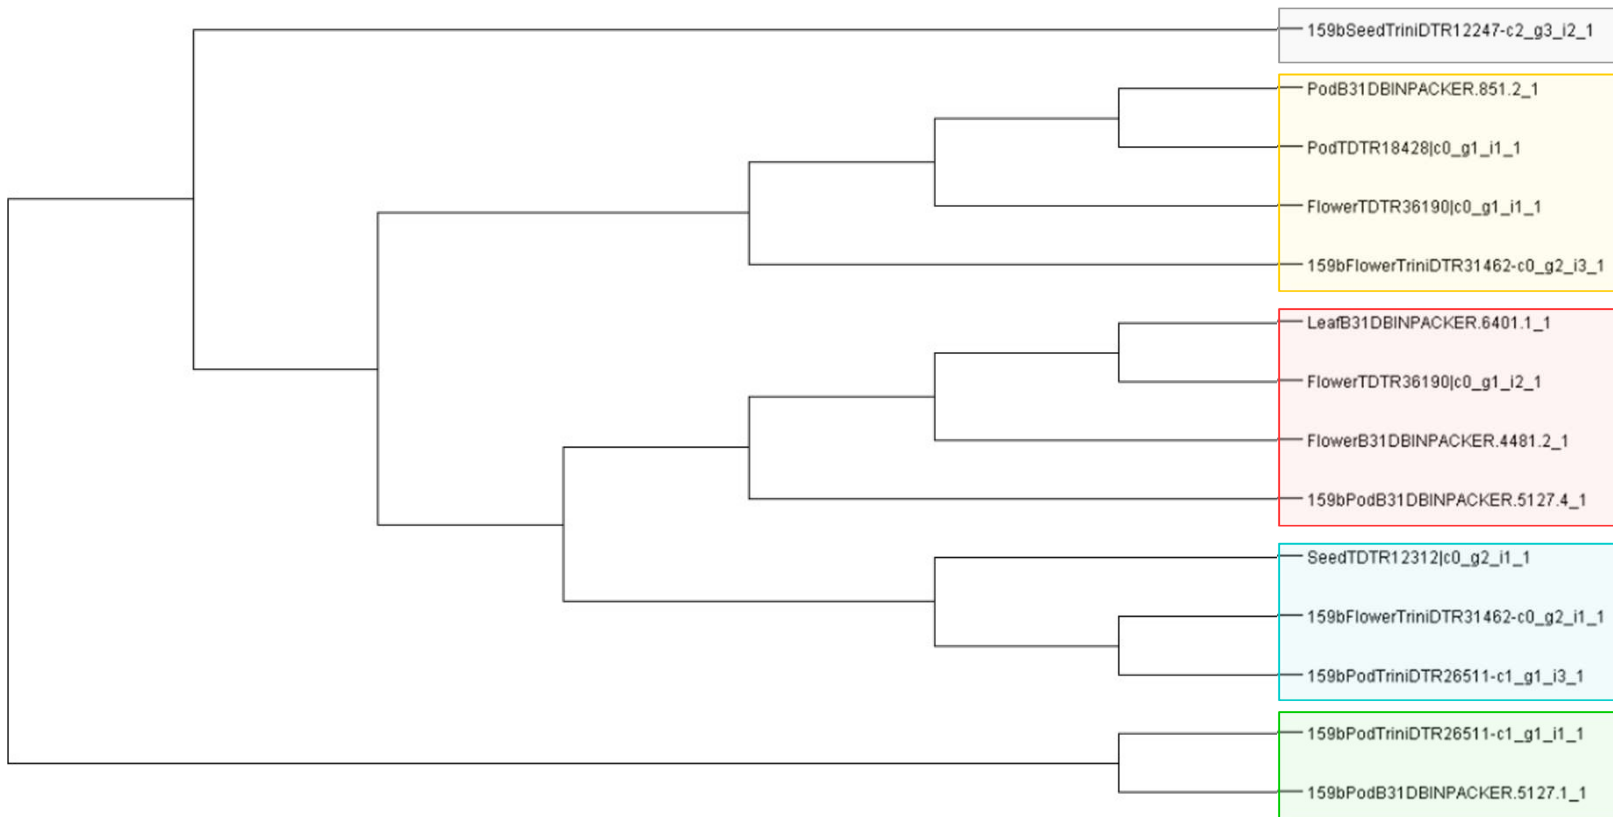 159bSeedTriniDTR12247-c2_g3_i2_1
PodB31DBINPACKER.851.2_1
PodTDTR18428|c0_g1_i1_1
FlowerTDTR36190|c0_g1_i1_1
159bFlowerTriniDTR31462-c0_g2_i3_1
LeafB31DBINPACKER.6401.1_1
FlowerTDTR36190|c0_g1_i2_1
FlowerB31DBINPACKER.4481.2_1
159bPodB31DBINPACKER.5127.4_1
SeedTDTR12312|c0_g2_i1_1
159bFlowerTriniDTR31462-c0_g2_i1_1
159bPodTriniDTR26511-c1_g1_i3_1
159bPodTriniDTR26511-c1_g1_i1_1
159bPodB31DBINPACKER.5127.1_1